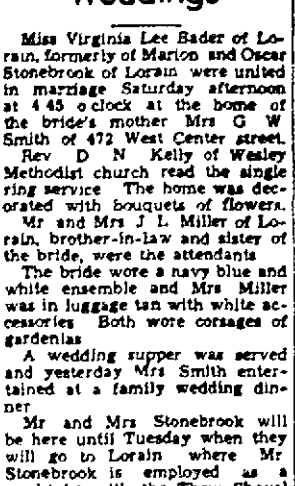 Weddings
Miss Virginia Lee Bader of Lo-
rain, formerly of Marion and Oscar
Stonebrook of Lorain were united
in marriage Saturday afternoon
at 4 45 o clock at the home of
the bride's mother Mrs G W
Smith of 472 West Center street.
Rev D N Kelly of Wesley
Methodist church read the single
ring service The home was dec-
orated with bouquets of flowers.
Mr and Mrs J L Miller of Lo-
rain, brother-in-law and sister of
the bride, were the attendants
The bride wore a navy blue and
white ensemble and Mrs Miller
was in luggage tan with white ac-
cessories Both wore corsages of
gardenias
A wedding supper was served
and yesterday Mrs Smith enter-
tained at a family wedding din-
ner
Mr and Mrs Stonebrook will
be here until Tuesday when they
will go to Lorain where Mr
Stonebrook is employed as a
with the Shovel